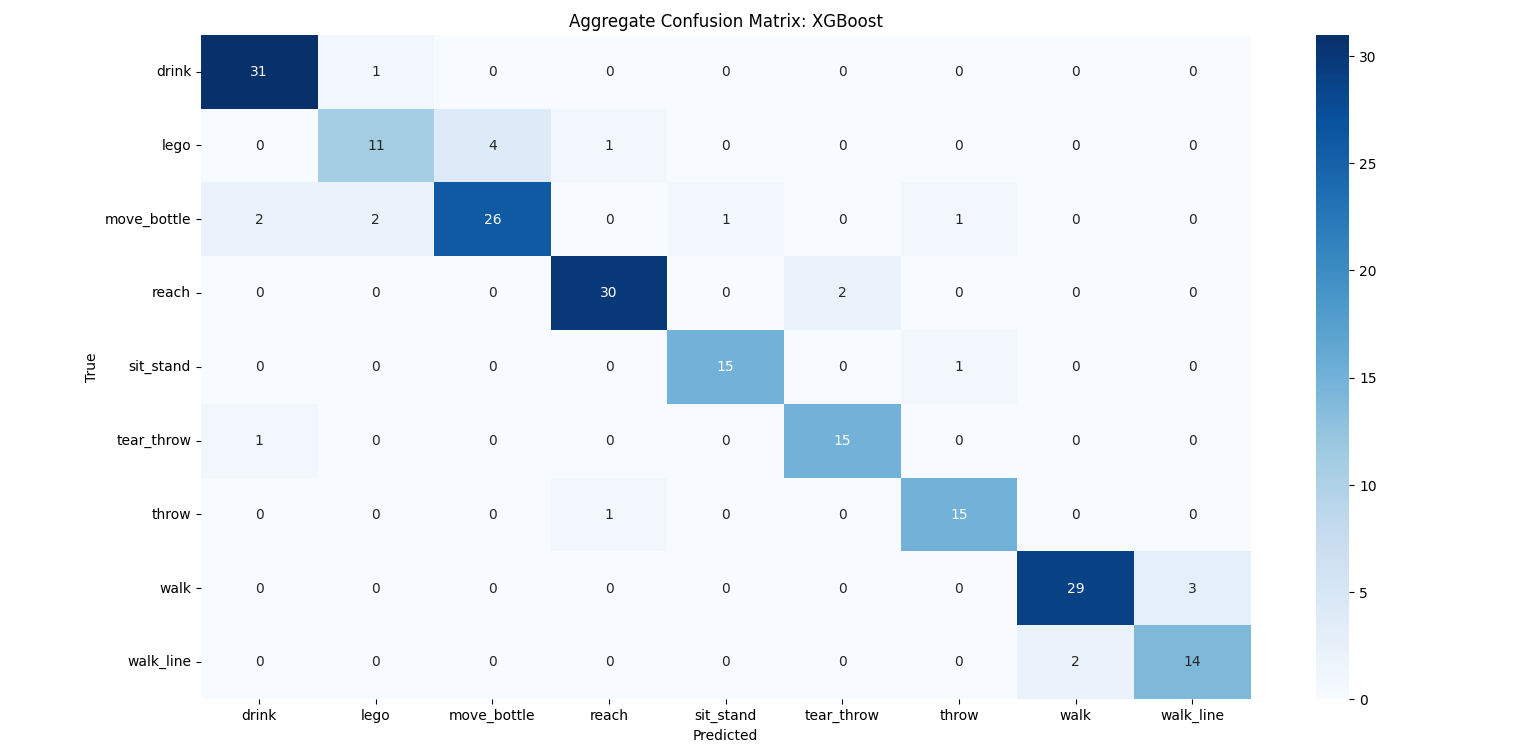 Aggregate Confusion Matrix: XGBoost
drink 31 1 0 0 0 0 0 0 0
lego 0 11 4 1 0 0 0 0 0
move_bottle 2 2 26 0 1 0 1 0 0
reach 0 0 0 30 0 2 0 0 0
sit_stand 0 0 0 0 15 0 1 0 0
tear_throw 1 0 0 0 0 15 0 0 0
throw 0 0 0 1 0 0 15 0 0
walk 0 0 0 0 0 0 0 29 3
walk_line 0 0 0 0 0 0 0 2 14
True
drink lego move_bottle reach sit_stand tear_throw throw walk walk_line
Predicted
30
25
20
15
10
5
0